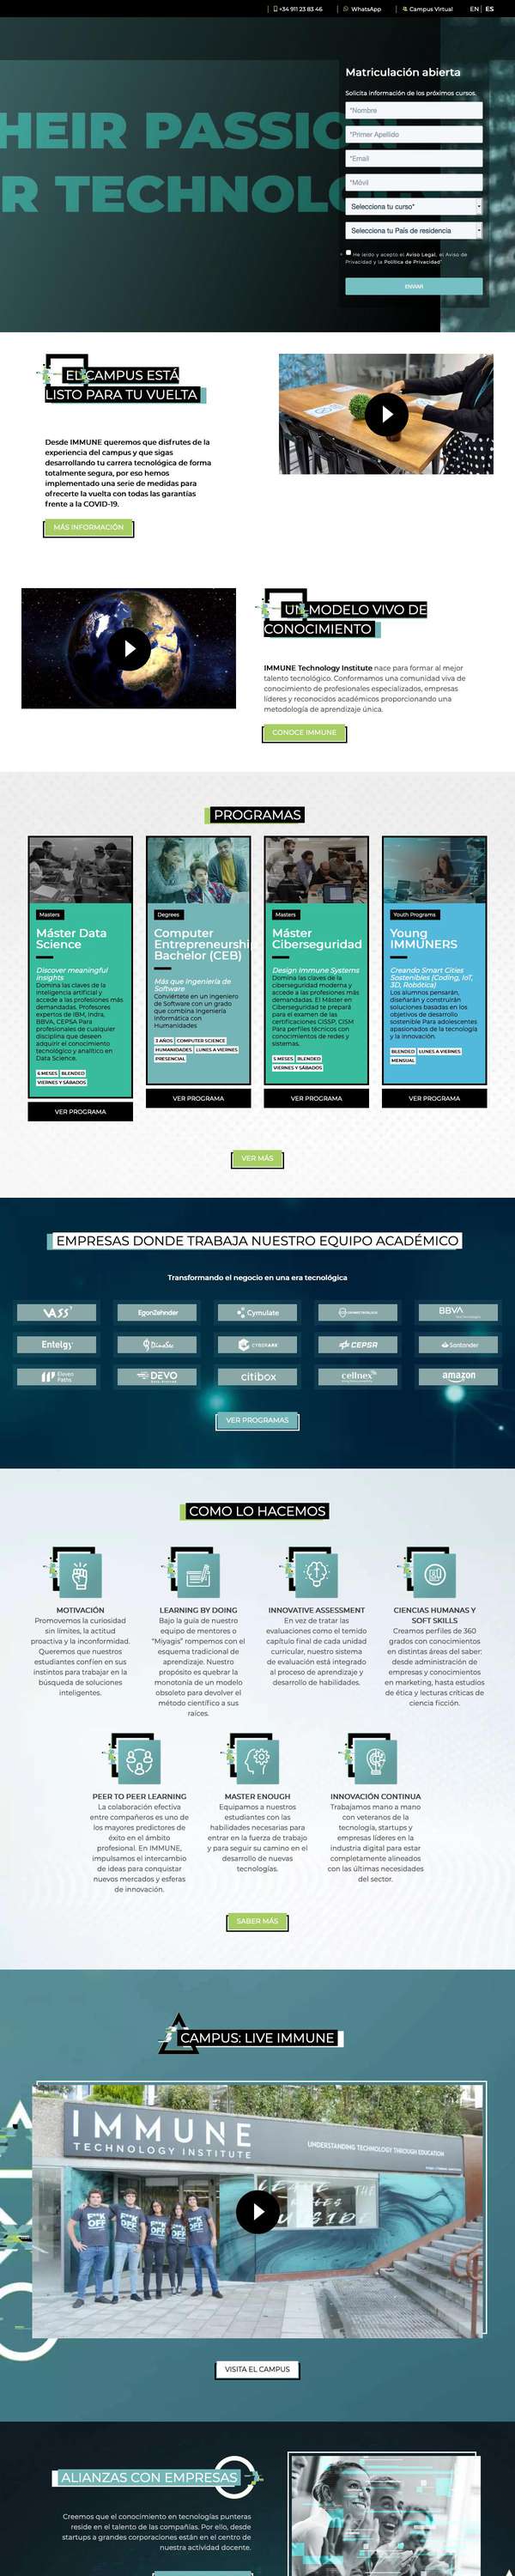 +34 911 23 83 46
WhatsApp
Campus Virtual
EN| ES
HEIR PASSIO
R TECHNOL
Matriculación abierta
Solicita información de los próximos cursos.
*Nombre
*Primer Apellido
*Email
*Móvil
Selecciona tu curso*
Selecciona tu País de residencia
* He leído y acepto el Aviso Legal, el Aviso de
Privacidad y la Política de Privacidad*
ENVIAR
EL CAMPUS ESTÁ
LISTO PARA TU VUELTA
Desde IMMUNE queremos que disfrutes de la
experiencia del campus y que sigas
desarrollando tu carrera tecnológica de forma
totalmente segura, por eso hemos
implementado una serie de medidas para
ofrecerte la vuelta con todas las garantías
frente a la COVID-19.
MÁS INFORMACIÓN
UN MODELO VIVO DE
CONOCIMIENTO
IMMUNE Technology Institute nace para formar al mejor
talento tecnológico. Conformamos una comunidad viva de
conocimiento de profesionales especializados, empresas
líderes y reconocidos académicos proporcionando una
metodología de aprendizaje única.
CONOCE IMMUNE
PROGRAMAS
Masters
Máster Data
Science
Discover meaningful
insights
Domina las claves de la
inteligencia artificial y
accede a las profesiones más
demandadas. Profesores
expertos de IBM, Indra,
BBVA, CEPSA Para
profesionales de cualquier
disciplina que deseen
adquirir el conocimiento
tecnológico y analítico en
Data Science.
6 MESES BLENDED
VIERNES Y SÁBADOS
VER PROGRAMA
Degrees
Computer
Entrepreneurshi
Bachelor (CEB)
Más que Ingeniería de
Software
Conviértete en un ingeniero
de Software con un grado
que combina Ingeniería
Informática con
Humanidades
3 AÑOS COMPUTER SCIENCE
HUMANIDADES LUNES A VIERNES
PRESENCIAL
VER PROGRAMA
Masters
Máster
Ciberseguridad
Design Immune Systems
Domina las claves de la
ciberseguridad moderna y
accede a las profesiones más
demandadas. El Máster en
Ciberseguridad te prepará
para el examen de las
certificaciones CISSP, CISM
Para perfiles técnicos con
conocimientos de redes y
sistemas.
5 MESES BLENDED
VIERNES Y SÁBADOS
VER PROGRAMA
Youth Programs
Young
IMMUNERS
Creando Smart Cities
Sostenibles (Coding, IoT,
3D, Robótica)
Los alumnos pensarán,
diseñarán y construirán
soluciones basadas en los
objetivos de desarrollo
sostenible Para adolescentes
apasionados de la tecnología
y la innovación.
BLENDED LUNES A VIERNES
MENSUAL
VER PROGRAMA
VER MÁS
EMPRESAS DONDE TRABAJA NUESTRO EQUIPO ACADÉMICO
Transformando el negocio en una era tecnológica
VASS
EgonZehnder
Cymulate
BBVA
Entelgy
CYBERARK
CEPSA
Santander
Eleven
Paths
DEVO
citibox
cellnex
amazon
VER PROGRAMAS
COMO LO HACEMOS
MOTIVACIÓN
Promovemos la curiosidad
sin límites, la actitud
proactiva y la inconformidad.
Queremos que nuestros
estudiantes confíen en sus
instintos para trabajar en la
búsqueda de soluciones
inteligentes.
LEARNING BY DOING
Bajo la guía de nuestro
equipo de mentores o
"Miyagis" rompemos con el
esquema tradicional de
aprendizaje. Nuestro
propósito es quebrar la
monotonía de un modelo
obsoleto para devolver el
método científico a sus
raíces.
INNOVATIVE ASSESSMENT
En vez de tratar las
evaluaciones como el temido
capítulo final de cada unidad
curricular, nuestro sistema
de evaluación está integrado
al proceso de aprendizaje y
desarrollo de habilidades.
CIENCIAS HUMANAS Y
SOFT SKILLS
Creamos perfiles de 360
grados con conocimientos
en distintas áreas del saber:
desde administración de
empresas y conocimientos
en marketing, hasta estudios
de ética y lecturas críticas de
ciencia ficción.
PEER TO PEER LEARNING
La colaboración efectiva
entre compañeros es uno de
los mayores predictores de
éxito en el ámbito
profesional. En IMMUNE,
impulsamos el intercambio
de ideas para conquistar
nuevos mercados y esferas
de innovación.
MASTER ENOUGH
Equipamos a nuestros
estudiantes con las
habilidades necesarias para
entrar en la fuerza de trabajo
y para seguir su camino en el
desarrollo de nuevas
tecnologías.
INNOVACIÓN CONTINUA
Trabajamos mano a mano
con veteranos de la
tecnología, startups y
empresas líderes en la
industria digital para estar
completamente alineados
con las últimas necesidades
del sector.
SABER MÁS
CAMPUS: LIVE IMMUNE
IMMUNE
TECHNOLOGY INSTITUTE
UNDERSTANDING TECHNOLOGY THROUGH EDUCATION
VISITA EL CAMPUS
ALIANZAS CON EMPRESAS
Creemos que el conocimiento en tecnologías punteras
reside en el talento de las compañías. Por ello, desde
startups a grandes corporaciones están en el centro de
nuestra actividad docente.